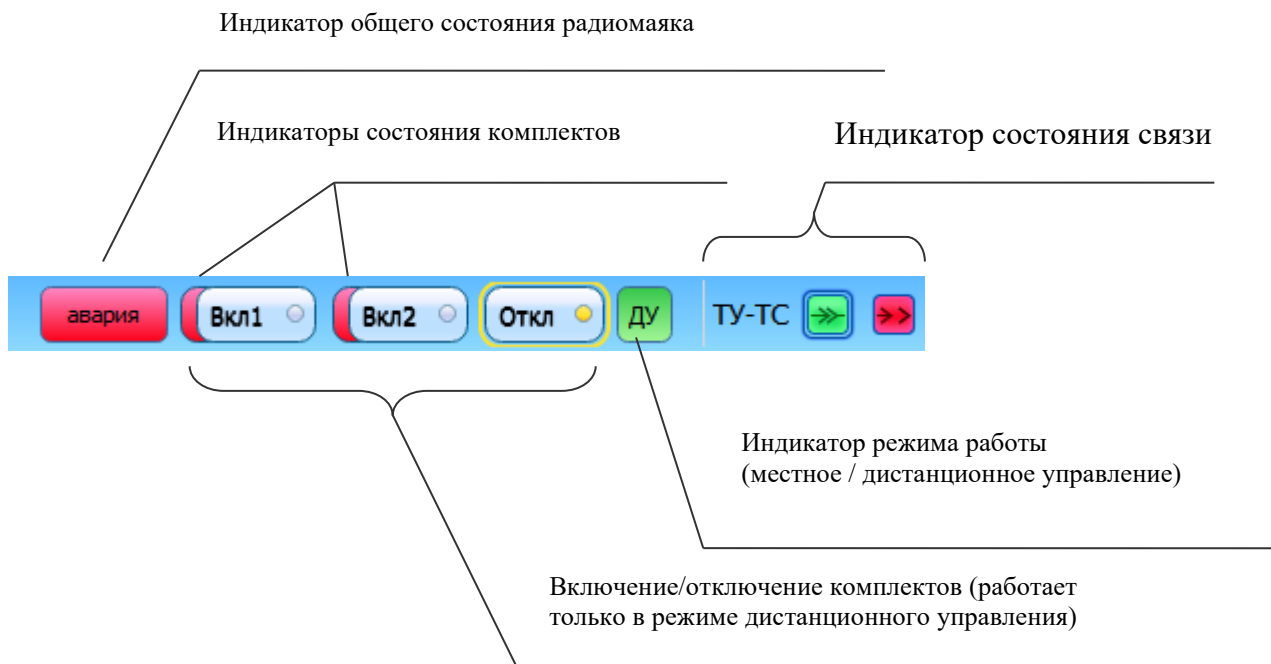 Индикатор общего состояния радиомаяка
Индикаторы состояния комплектов
Индикатор состояния связи
авария Вкл1 Вкл2 Откл ДУ ТУ-ТС
Индикатор режима работы
(местное / дистанционное управление)
Включение/отключение комплектов (работает
только в режиме дистанционного управления)